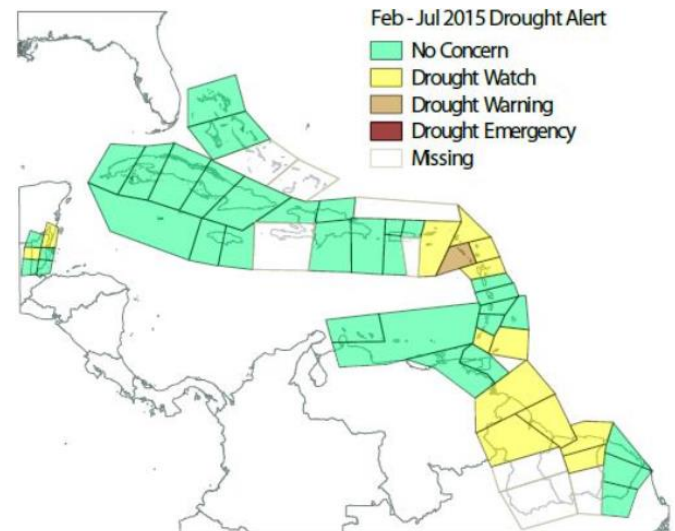 Feb - Jul 2015 Drought Alert
No Concern
Drought Watch
Drought Warning
Drought Emergency
Missing